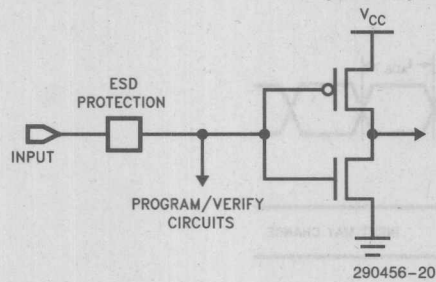 VCC
ESD
PROTECTION
INPUT
PROGRAM/VERIFY
CIRCUITS
290456–20